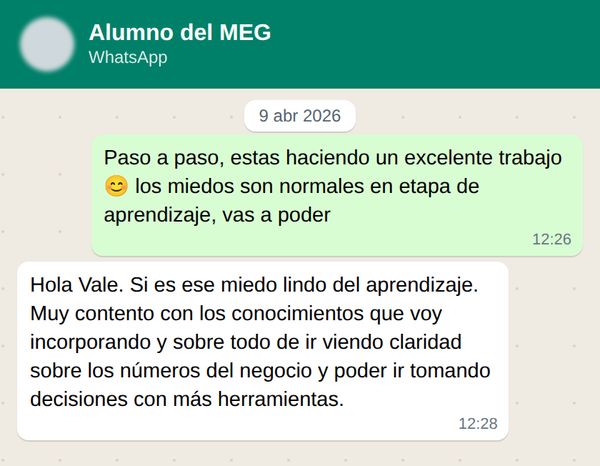 Alumno del MEG
WhatsApp
9 abr 2026
Paso a paso, estas haciendo un excelente trabajo
😊 los miedos son normales en etapa de
aprendizaje, vas a poder
12:26
Hola Vale. Si es ese miedo lindo del aprendizaje.
Muy contento con los conocimientos que voy
incorporando y sobre todo de ir viendo claridad
sobre los números del negocio y poder ir tomando
decisiones con más herramientas.
12:28